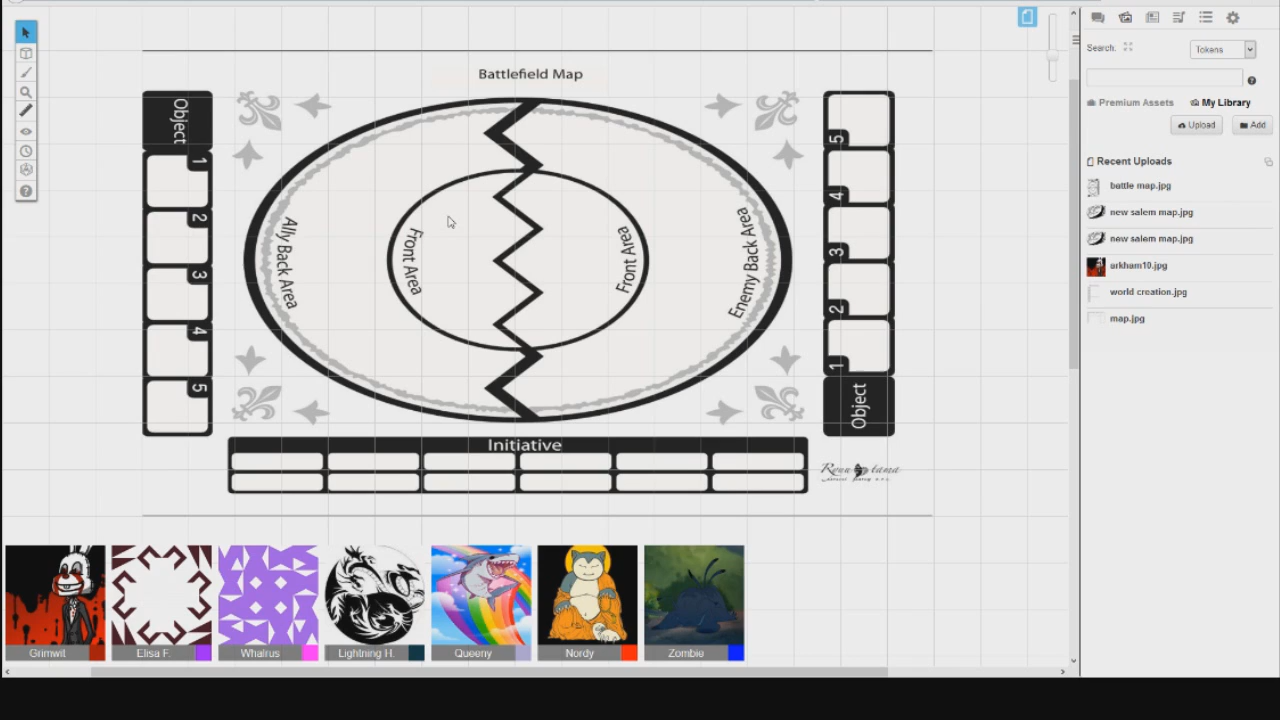 Battlefield Map
Object
1
2
3
4
5
Ally Back Area
Front Area
Front Area
Enemy Back Area
5
4
3
2
1
Object
Initiative
Grimwit
Elisa F.
Whalrus
Lightning H.
Queeny
Nordy
Zombie
Search:
Tokens
Premium Assets
My Library
Upload
Add
Recent Uploads
battle map.jpg
new salem map.jpg
new salem map.jpg
arkham10.jpg
world creation.jpg
map.jpg